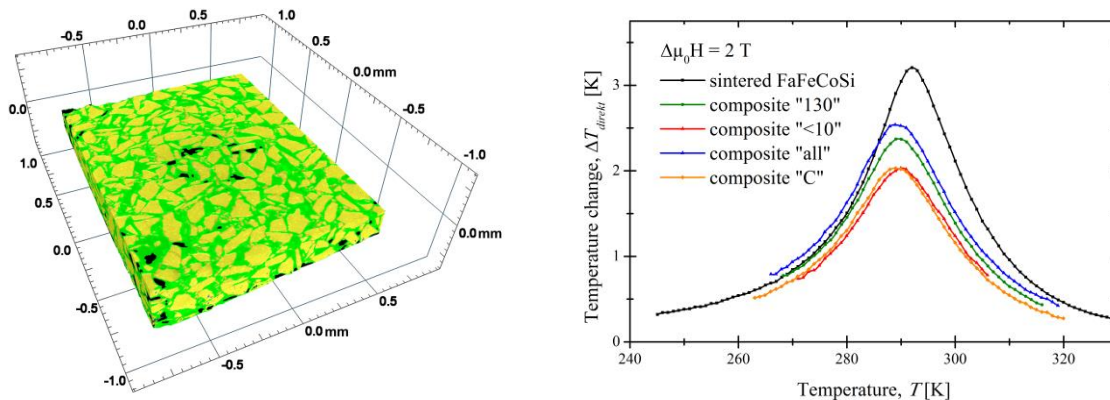 -0.5
0.0
0.5
1.0
0.5
0.0 mm
-0.5
-1.0
0.0
1.0
0.5
0.0
-0.5
-1.0
-0.5
0.0 mm
0.5
0.0 mm
Δμ₀H = 2 T
sintered FaFeCoSi
composite "130"
composite "<10"
composite "all"
composite "C"
Temperature change, ΔT_direkt [K]
3
2
1
0
240
260
280
300
320
Temperature, T [K]